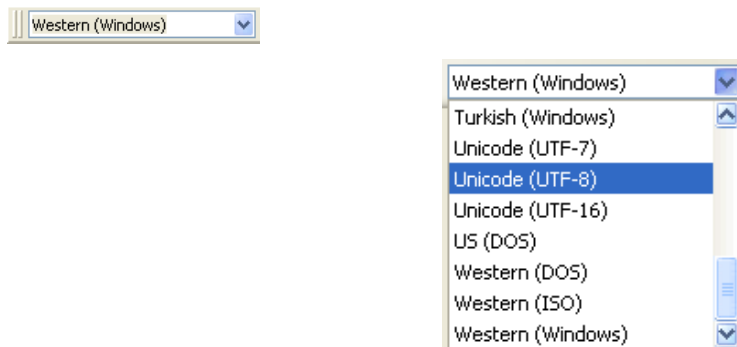 Western (Windows)
Western (Windows)
Turkish (Windows)
Unicode (UTF-7)
Unicode (UTF-8)
Unicode (UTF-16)
US (DOS)
Western (DOS)
Western (ISO)
Western (Windows)